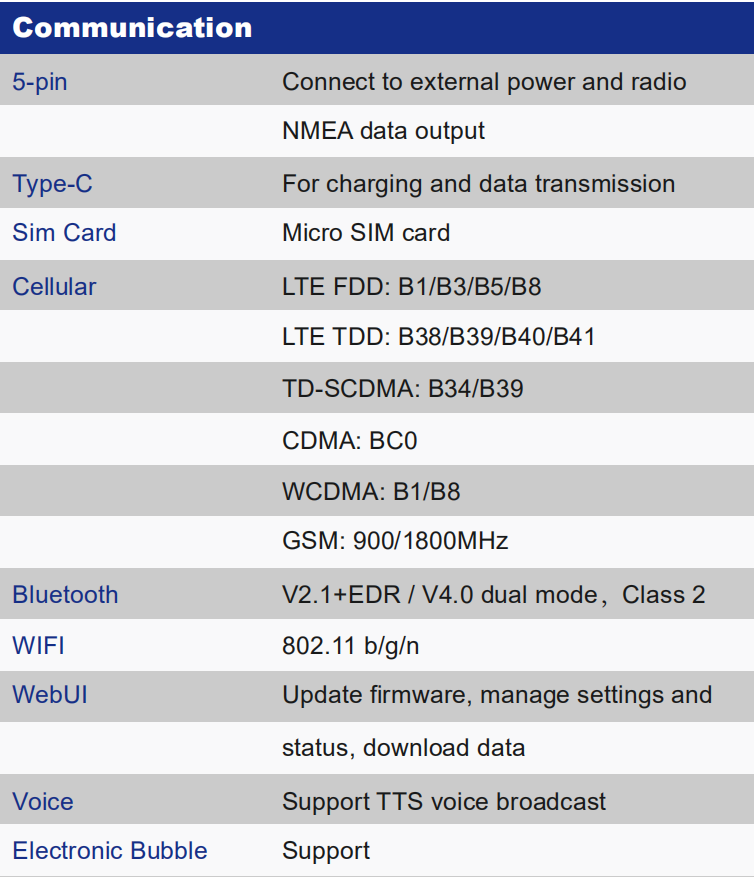 Communication
5-pin Connect to external power and radio
NMEA data output
Type-C For charging and data transmission
Sim Card Micro SIM card
Cellular LTE FDD: B1/B3/B5/B8
LTE TDD: B38/B39/B40/B41
TD-SCDMA: B34/B39
CDMA: BC0
WCDMA: B1/B8
GSM: 900/1800MHz
Bluetooth V2.1+EDR / V4.0 dual mode，Class 2
WIFI 802.11 b/g/n
WebUI Update firmware, manage settings and
status, download data
Voice Support TTS voice broadcast
Electronic Bubble Support